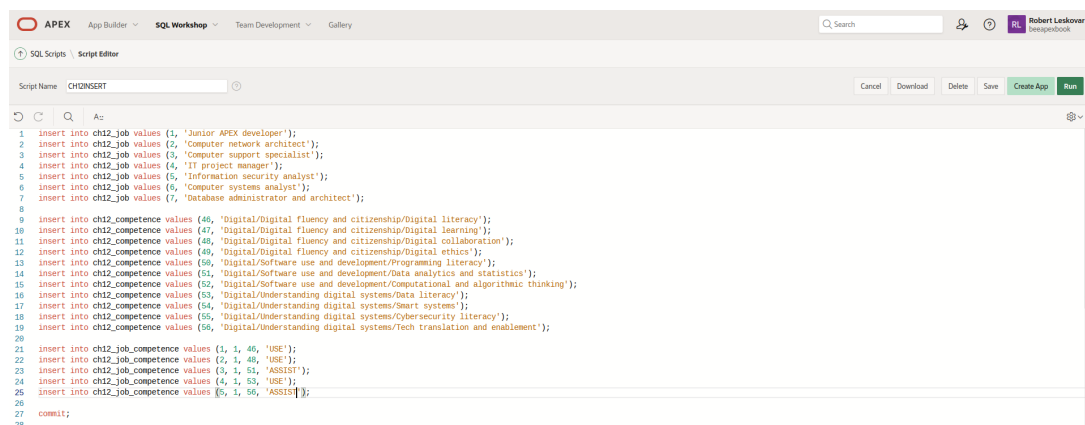 APEX App Builder SQL Workshop Team Development Gallery Search RL Robert Leskovar
beeapexbook
SQL Scripts \ Script Editor
Script Name CH12INSERT Cancel Download Delete Save Create App Run
A::
1 insert into ch12_job values (1, 'Junior APEX developer');
2 insert into ch12_job values (2, 'Computer network architect');
3 insert into ch12_job values (3, 'Computer support specialist');
4 insert into ch12_job values (4, 'IT project manager');
5 insert into ch12_job values (5, 'Information security analyst');
6 insert into ch12_job values (6, 'Computer systems analyst');
7 insert into ch12_job values (7, 'Database administrator and architect');
8
9 insert into ch12_competence values (46, 'Digital/Digital fluency and citizenship/Digital literacy');
10 insert into ch12_competence values (47, 'Digital/Digital fluency and citizenship/Digital learning');
11 insert into ch12_competence values (48, 'Digital/Digital fluency and citizenship/Digital collaboration');
12 insert into ch12_competence values (49, 'Digital/Digital fluency and citizenship/Digital ethics');
13 insert into ch12_competence values (50, 'Digital/Software use and development/Programming literacy');
14 insert into ch12_competence values (51, 'Digital/Software use and development/Data analytics and statistics');
15 insert into ch12_competence values (52, 'Digital/Software use and development/Computational and algorithmic thinking');
16 insert into ch12_competence values (53, 'Digital/Understanding digital systems/Data literacy');
17 insert into ch12_competence values (54, 'Digital/Understanding digital systems/Smart systems');
18 insert into ch12_competence values (55, 'Digital/Understanding digital systems/Cybersecurity literacy');
19 insert into ch12_competence values (56, 'Digital/Understanding digital systems/Tech translation and enablement');
20
21 insert into ch12_job_competence values (1, 1, 46, 'USE');
22 insert into ch12_job_competence values (2, 1, 48, 'USE');
23 insert into ch12_job_competence values (3, 1, 51, 'ASSIST');
24 insert into ch12_job_competence values (4, 1, 53, 'USE');
25 insert into ch12_job_competence values (5, 1, 56, 'ASSIST');
26
27 commit;
28